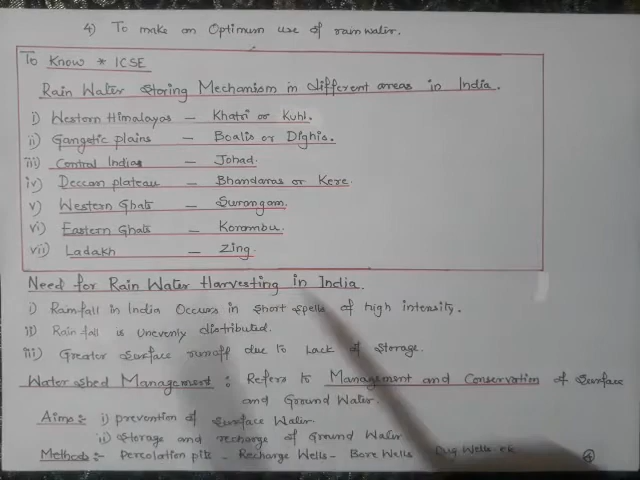 4) To make an Optimum use of rain water.
To Know * ICSE
Rain Water storing Mechanism in different areas in India.
i) Western Himalayas – Khatri or Kuhl.
ii) Gangetic plains – Boalis or Dighis.
iii) Central India – Johad.
iv) Deccan plateau – Bhandaras or Kere.
v) Western Ghats – Surangam.
vi) Eastern Ghats – Korambu.
vii) Ladakh – Zing.
Need for Rain Water Harvesting in India.
i) Rainfall in India Occurs in short spells of high intensity.
ii) Rainfall is unevenly distributed.
iii) Greater surface runoff due to Lack of storage.
Water shed Management : Refers to Management and Conservation of surface
and Ground Water.
Aims :- i) prevention of surface Water.
ii) storage and recharge of Ground Water
Methods :- Percolation pits – Recharge Wells – Bore Wells Dug Wells etc
4